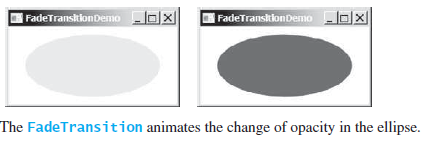 FadeTransitionDemo
FadeTransitionDemo
The FadeTransition animates the change of opacity in the ellipse.